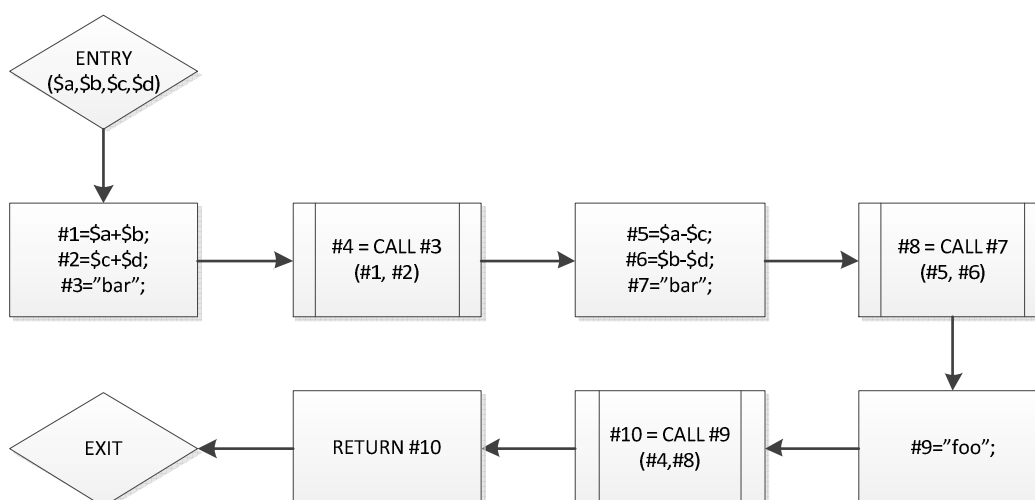 ENTRY
($a,$b,$c,$d)
#1=$a+$b;
#2=$c+$d;
#3=”bar”;
#4 = CALL #3
(#1, #2)
#5=$a-$c;
#6=$b-$d;
#7=”bar”;
#8 = CALL #7
(#5, #6)
EXIT
RETURN #10
#10 = CALL #9
(#4,#8)
#9=”foo”;